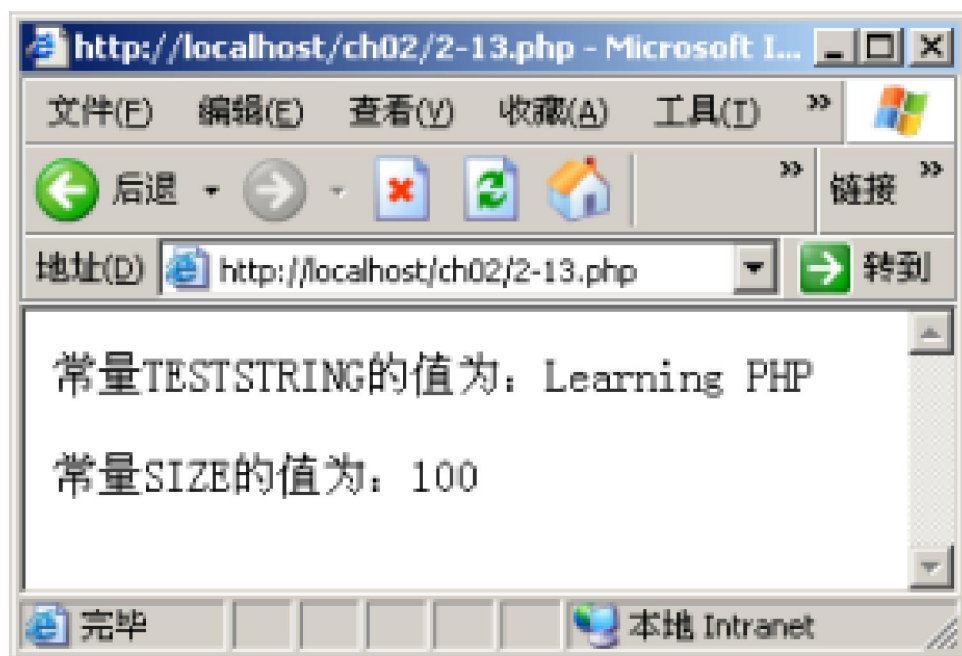 http://localhost/ch02/2-13.php - Microsoft I...
文件(F) 编辑(E) 查看(V) 收藏(A) 工具(T) »
后退 » 链接 »
地址(D) http://localhost/ch02/2-13.php 转到
常量TESTSTRING的值为：Learning PHP
常量SIZE的值为：100
完毕 本地 Intranet